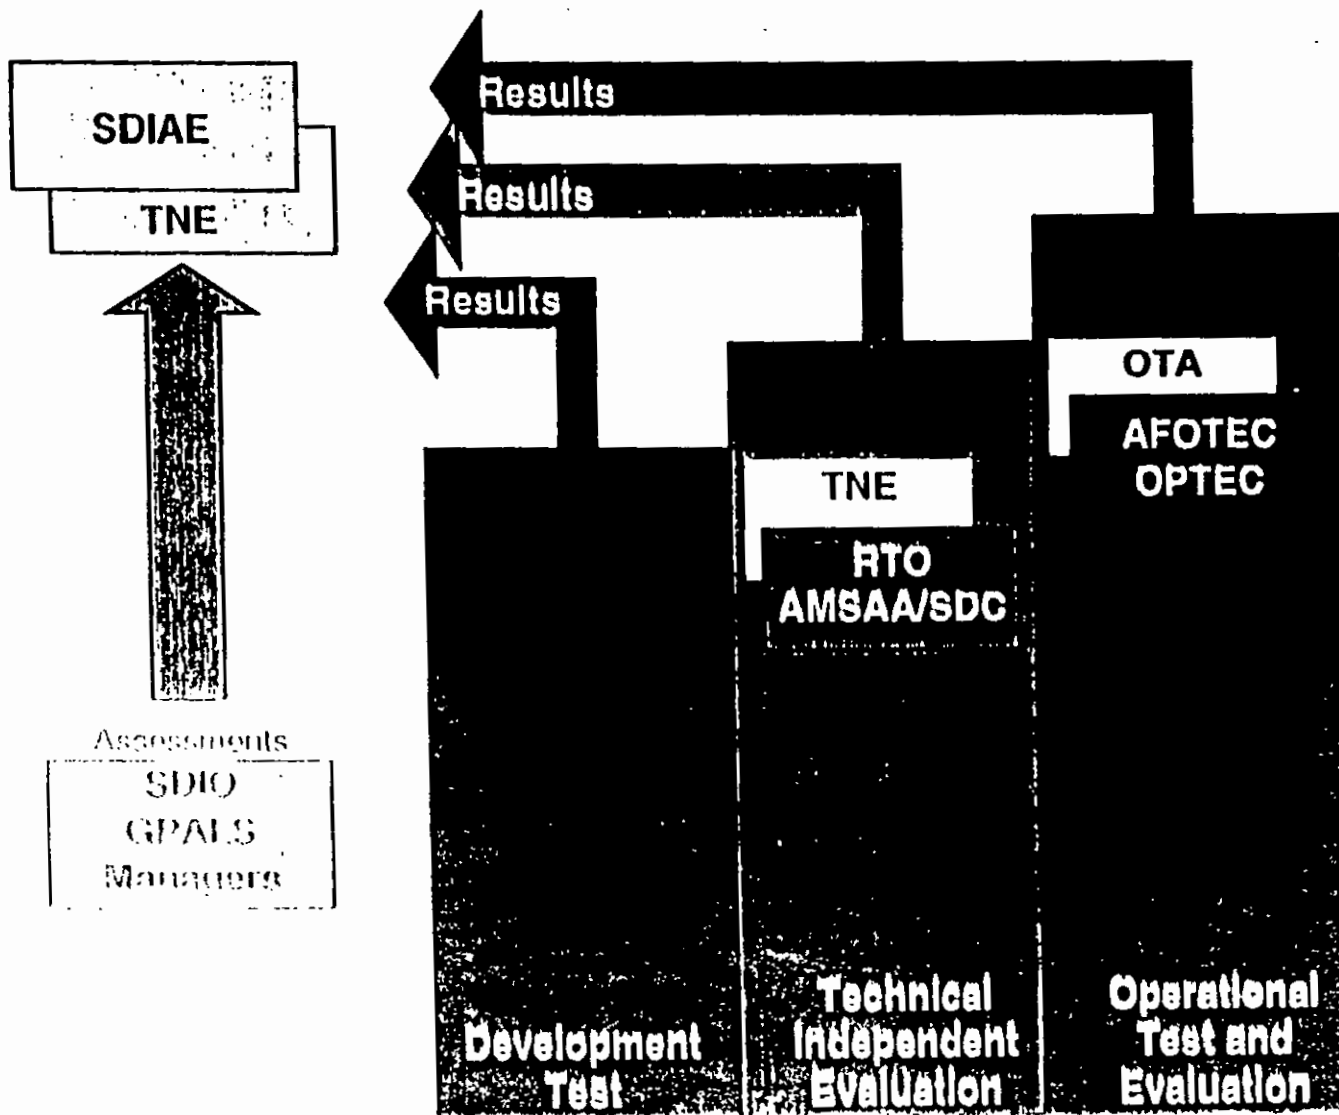 SDIAE
TNE
Assessments
SDIO
GPALS
Managers
Results
Results
Results
Development
Test
TNE
RTO
AMSAA/SDC
Technical
Independent
Evaluation
OTA
AFOTEC
OPTEC
Operational
Test and
Evaluation